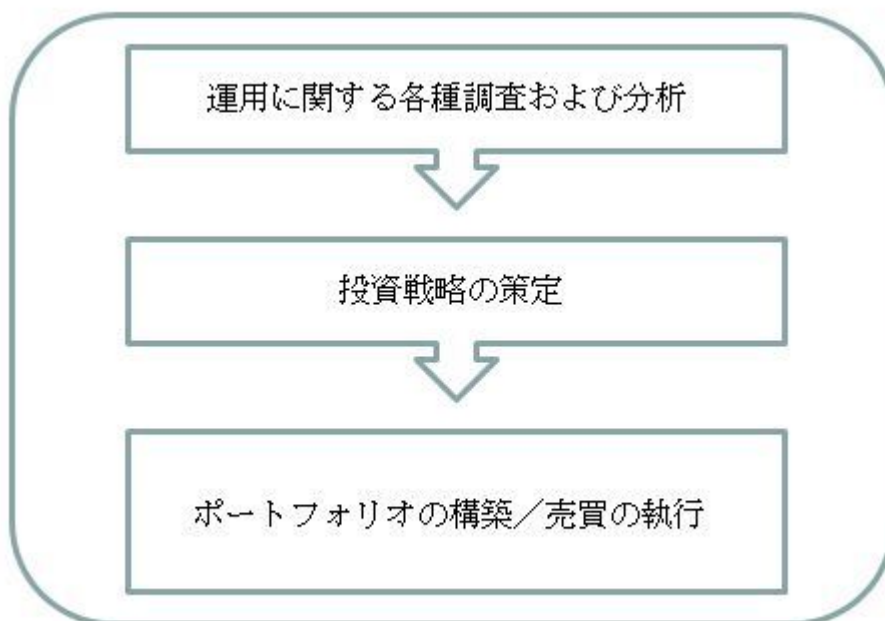 運用に関する各種調査および分析
投資戦略の策定
ポートフォリオの構築／売買の執行